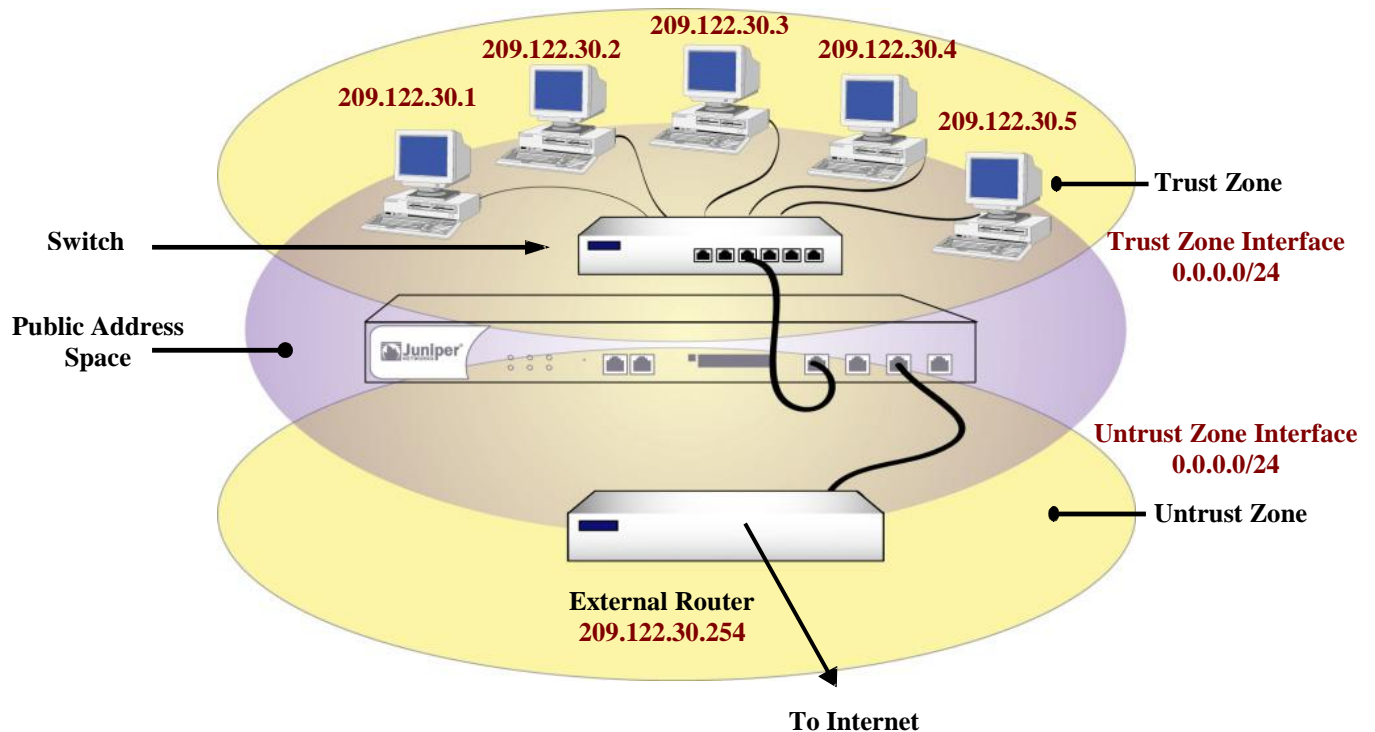 209.122.30.3
209.122.30.2
209.122.30.4
209.122.30.1
209.122.30.5
Trust Zone
Switch
Trust Zone Interface
0.0.0.0/24
Public Address
Space
Juniper
NETWORKS
Untrust Zone Interface
0.0.0.0/24
Untrust Zone
External Router
209.122.30.254
To Internet